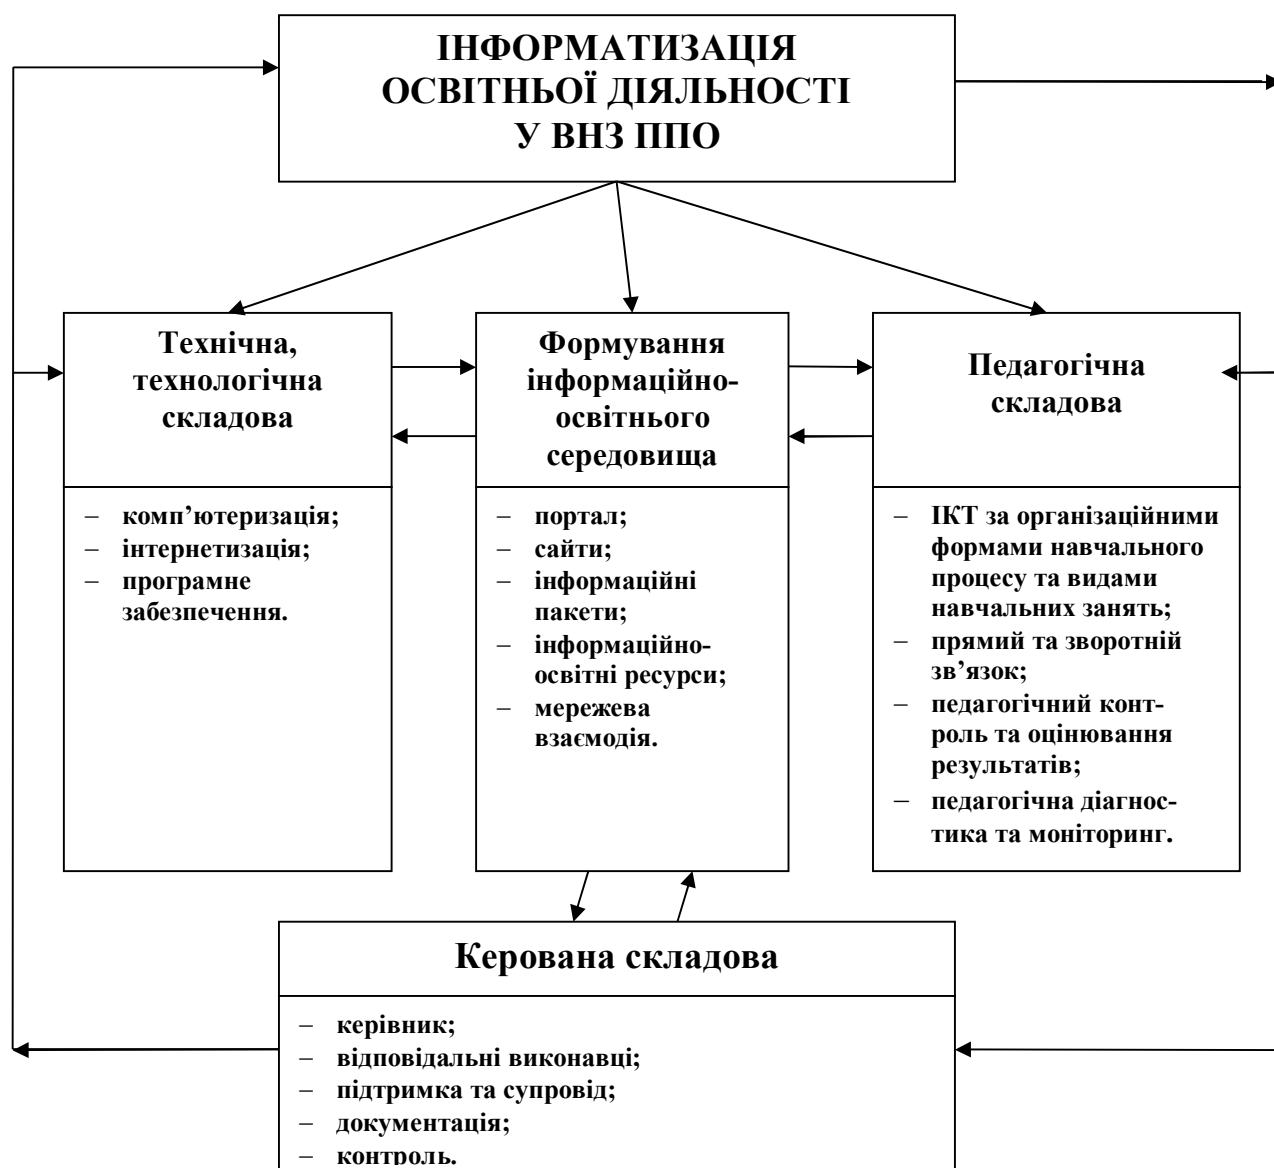 ІНФОРМАТИЗАЦІЯ
ОСВІТНЬОЇ ДІЯЛЬНОСТІ
У ВНЗ ППО
Технічна,
технологічна
складова
– комп’ютеризація;
– інтернетизація;
– програмне
забезпечення.
Формування
інформаційно-
освітнього
середовища
– портал;
– сайти;
– інформаційні
пакети;
– інформаційно-
освітні ресурси;
– мережева
взаємодія.
Педагогічна
складова
– ІКТ за організаційними
формами навчального
процесу та видами
навчальних занять;
– прямий та зворотній
зв’язок;
– педагогічний конт-
роль та оцінювання
результатів;
– педагогічна діагнос-
тика та моніторинг.
Керована складова
– керівник;
– відповідальні виконавці;
– підтримка та супровід;
– документація;
– контроль.